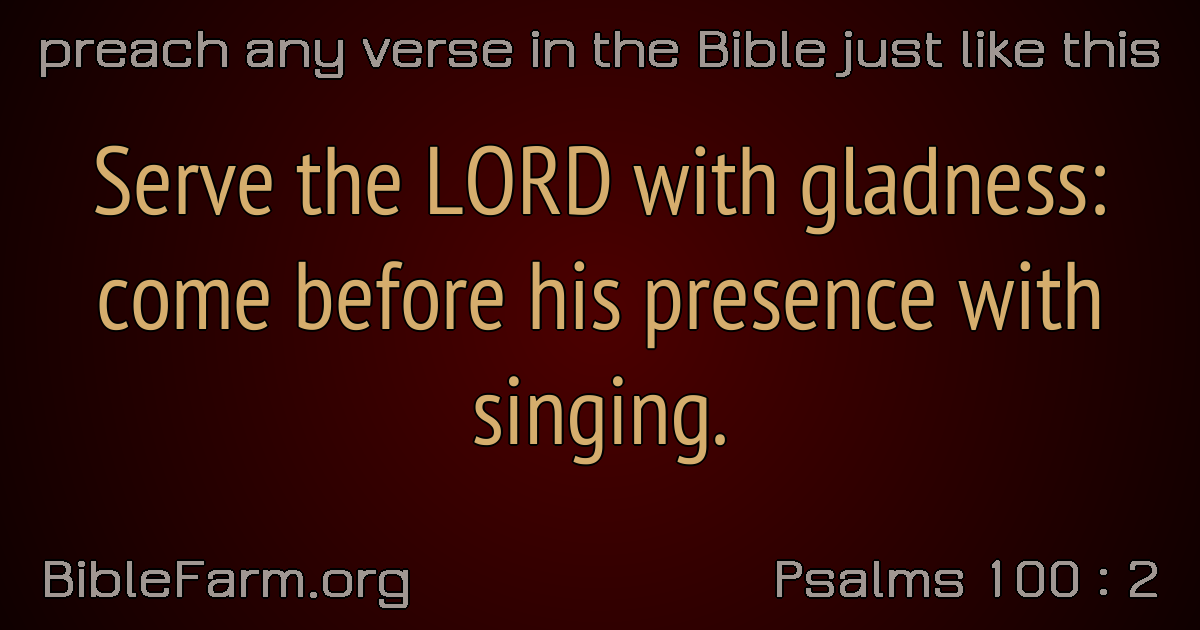 preach any verse in the Bible just like this
Serve the LORD with gladness:
come before his presence with
singing.
BibleFarm.org
Psalms 100 : 2